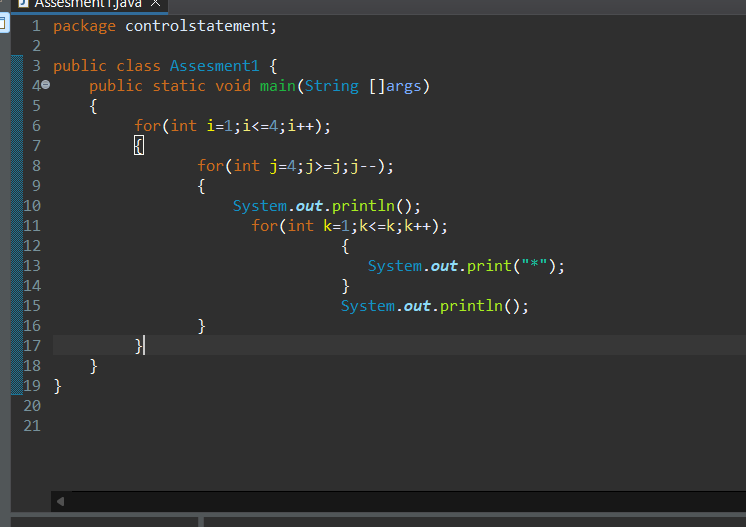 Assesment1.java ×
1 package controlstatement;
2
3 public class Assesment1 {
4 public static void main(String []args)
5 {
6 for(int i=1;i<=4;i++);
7 {
8 for(int j=4;j>=j;j--);
9 {
10 System.out.println();
11 for(int k=1;k<=k;k++);
12 {
13 System.out.print("*");
14 }
15 System.out.println();
16 }
17 }
18 }
19 }
20
21